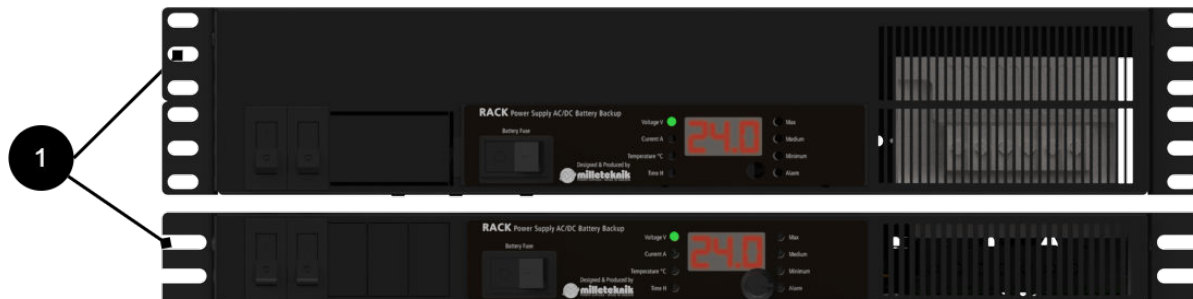 1
RACK Power Supply AC/DC Battery Backup
Battery Fuse
Voltage V
Current A
Temperature °C
Time H
24.0
Max
Medium
Minimum
Alarm
Designed & Produced by
milleteknik
RACK Power Supply AC/DC Battery Backup
Battery Fuse
Voltage V
Current A
Temperature °C
Time H
24.0
Max
Medium
Minimum
Alarm
Designed & Produced by
milleteknik